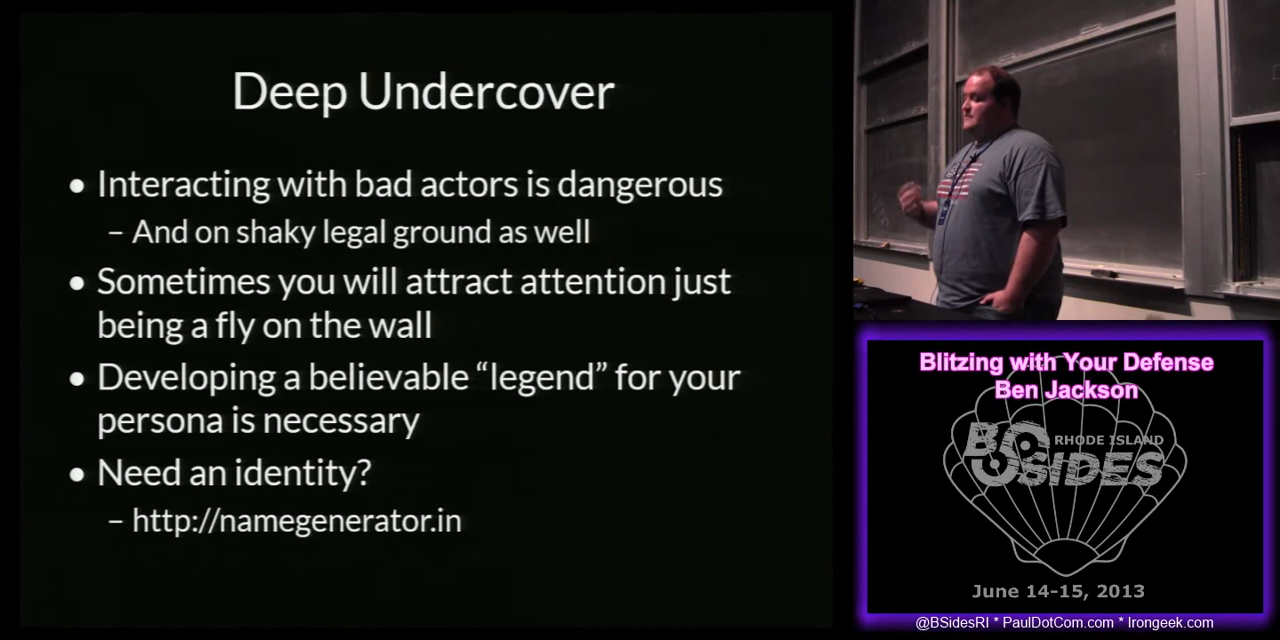 Deep Undercover
• Interacting with bad actors is dangerous
– And on shaky legal ground as well
• Sometimes you will attract attention just
being a fly on the wall
• Developing a believable “legend” for your
persona is necessary
• Need an identity?
– http://namegenerator.in
Blitzing with Your Defense
Ben Jackson
BSIDES
RHODE ISLAND
June 14-15, 2013
@BSidesRI * PaulDotCom.com * Irongeek.com